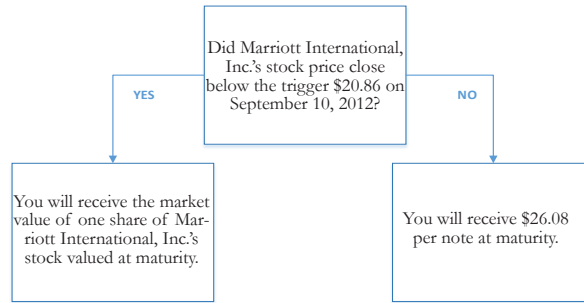 Did Marriott International,
Inc.'s stock price close
below the trigger $20.86 on
September 10, 2012?
YES
NO
You will receive the market
value of one share of Mar-
riott International, Inc.'s
stock valued at maturity.
You will receive $26.08
per note at maturity.